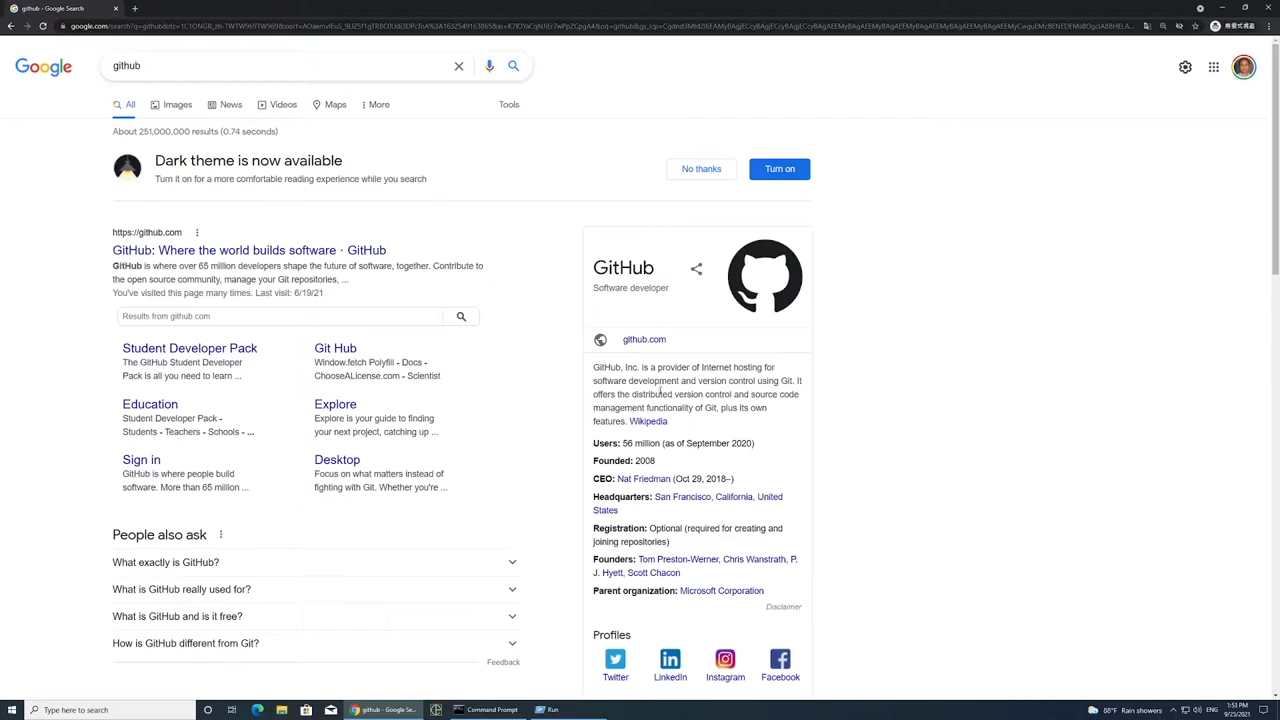 github - Google Search
github
Google
All
Images
News
Videos
Maps
More
Tools
About 251,000,000 results (0.74 seconds)
Dark theme is now available
Turn it on for a more comfortable reading experience while you search
No thanks
Turn on
https://github.com
GitHub: Where the world builds software · GitHub
GitHub is where over 65 million developers shape the future of software, together. Contribute to
the open source community, manage your Git repositories, ...
You've visited this page many times. Last visit: 6/19/21
Results from github.com
Student Developer Pack
The GitHub Student Developer
Pack is all you need to learn ...
Git Hub
Window.fetch Polyfill - Docs -
ChooseALicense.com - Scientist
Education
Student Developer Pack -
Students - Teachers - Schools - ...
Explore
Explore is your guide to finding
your next project, catching up ...
Sign in
GitHub is where people build
software. More than 65 million ...
Desktop
Focus on what matters instead of
fighting with Git. Whether you're ...
People also ask
What exactly is GitHub?
What is GitHub really used for?
What is GitHub and is it free?
How is GitHub different from Git?
Feedback
GitHub
Software developer
github.com
GitHub, Inc. is a provider of Internet hosting for
software development and version control using Git. It
offers the distributed version control and source code
management functionality of Git, plus its own
features. Wikipedia
Users: 56 million (as of September 2020)
Founded: 2008
CEO: Nat Friedman (Oct 29, 2018–)
Headquarters: San Francisco, California, United
States
Registration: Optional (required for creating and
joining repositories)
Founders: Tom Preston-Werner, Chris Wanstrath, P.
J. Hyett, Scott Chacon
Parent organization: Microsoft Corporation
Disclaimer
Profiles
Twitter
LinkedIn
Instagram
Facebook
Type here to search
github - Google Se...
Command Prompt
Run
88°F Rain showers
1:53 PM
9/25/2021